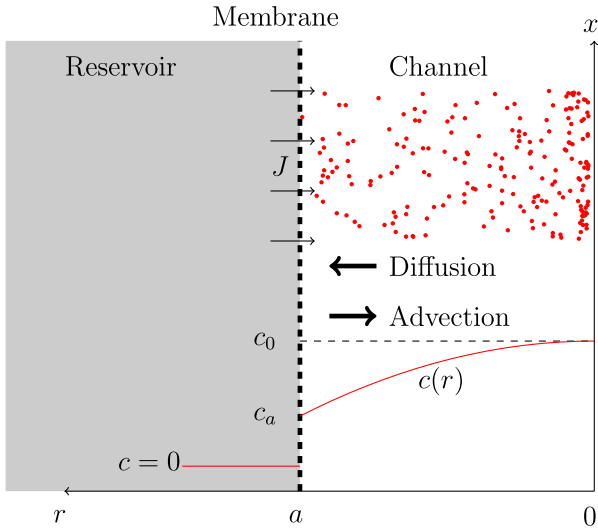 Membrane
x
Reservoir
Channel
J
Diffusion
Advection
c₀
c(r)
cₐ
c = 0
r
a
0